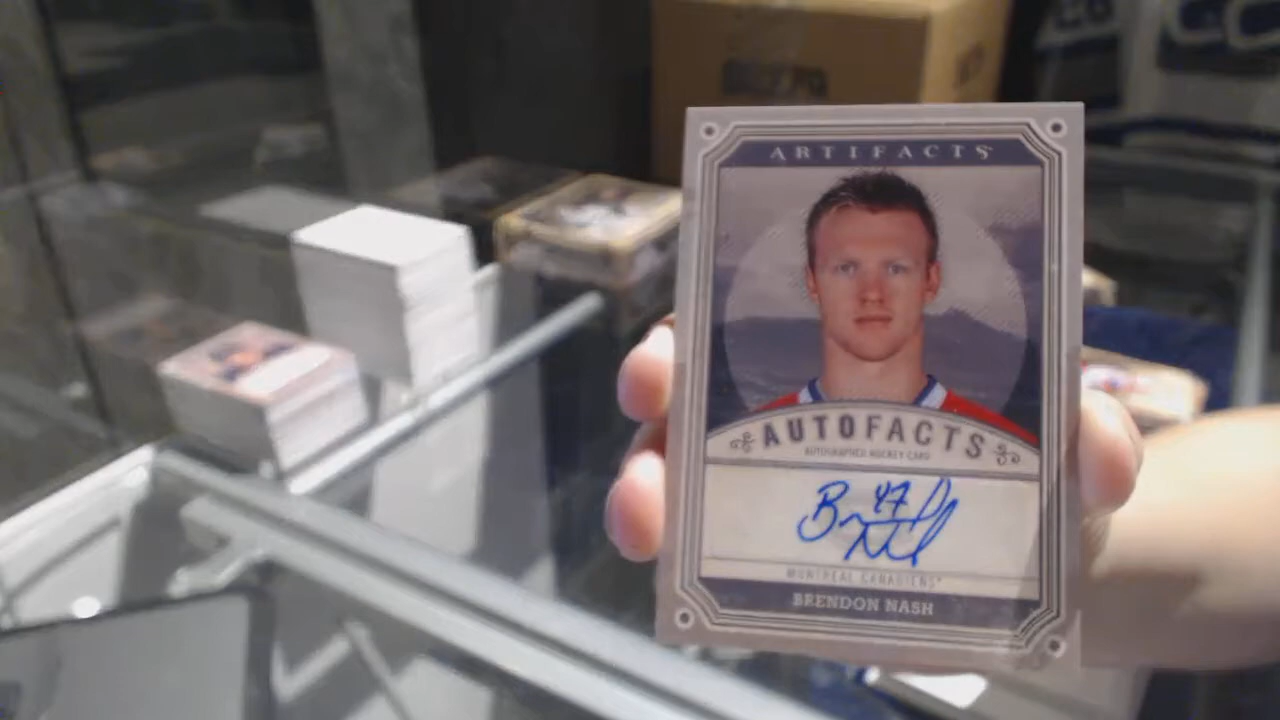 ARTIFACTS
AUTOFACTS
AUTOGRAPHED HOCKEY CARD
47
MONTREAL CANADIENS
BRENDON NASH